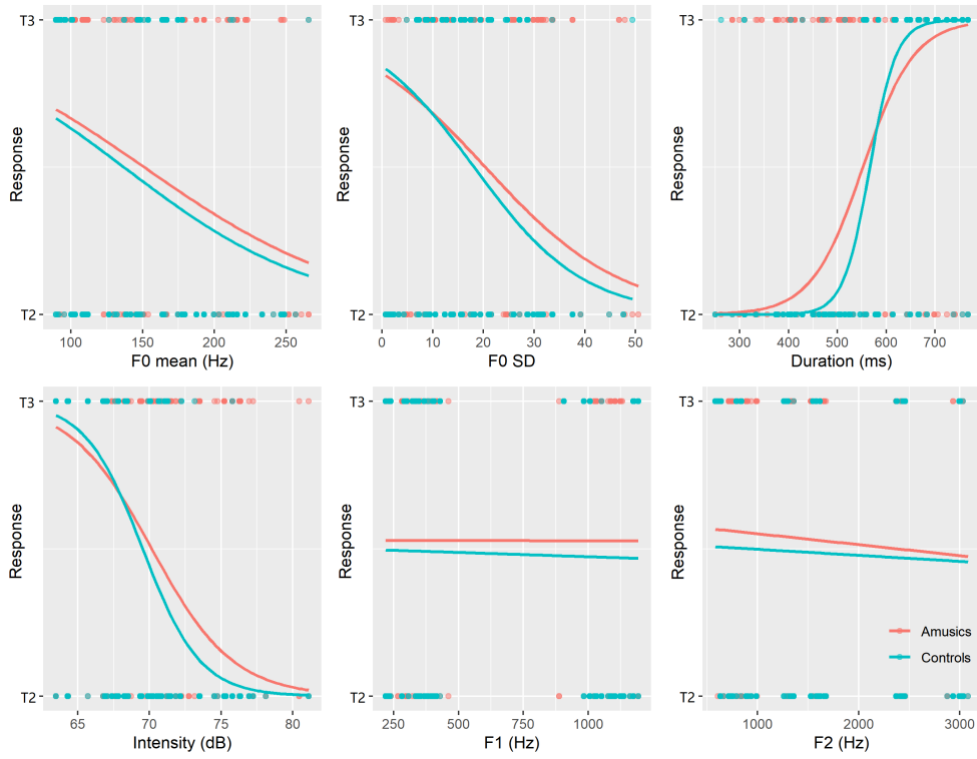 T3
Response
T2
100 150 200 250
F0 mean (Hz)
T3
Response
T2
0 10 20 30 40 50
F0 SD
T3
Response
T2
300 400 500 600 700
Duration (ms)
T3
Response
T2
65 70 75 80
Intensity (dB)
T3
Response
T2
250 500 750 1000
F1 (Hz)
T3
Response
Amusics
Controls
T2
1000 2000 3000
F2 (Hz)